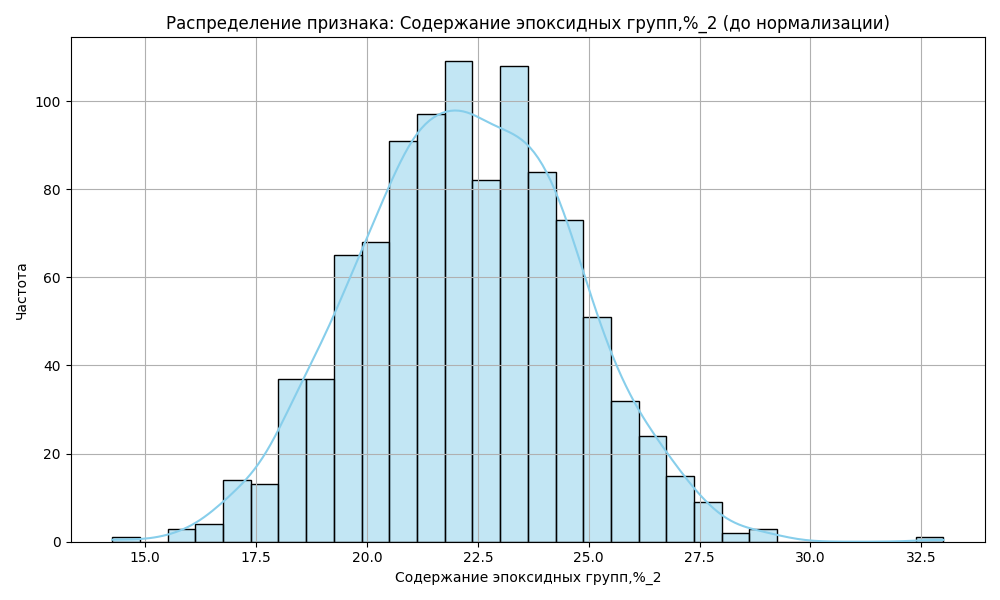 Распределение признака: Содержание эпоксидных групп,%_2 (до нормализации)
Частота
100
80
60
40
20
0
15.0 17.5 20.0 22.5 25.0 27.5 30.0 32.5
Содержание эпоксидных групп,%_2